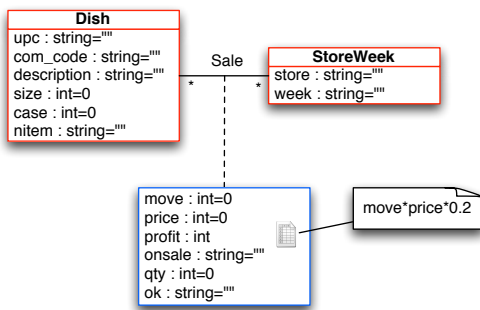 Dish
upc : string=""
com_code : string=""
description : string=""
size : int=0
case : int=0
nitem : string=""
Sale
*
*
StoreWeek
store : string=""
week : string=""
move : int=0
price : int=0
profit : int
onsale : string=""
qty : int=0
ok : string=""
move*price*0.2